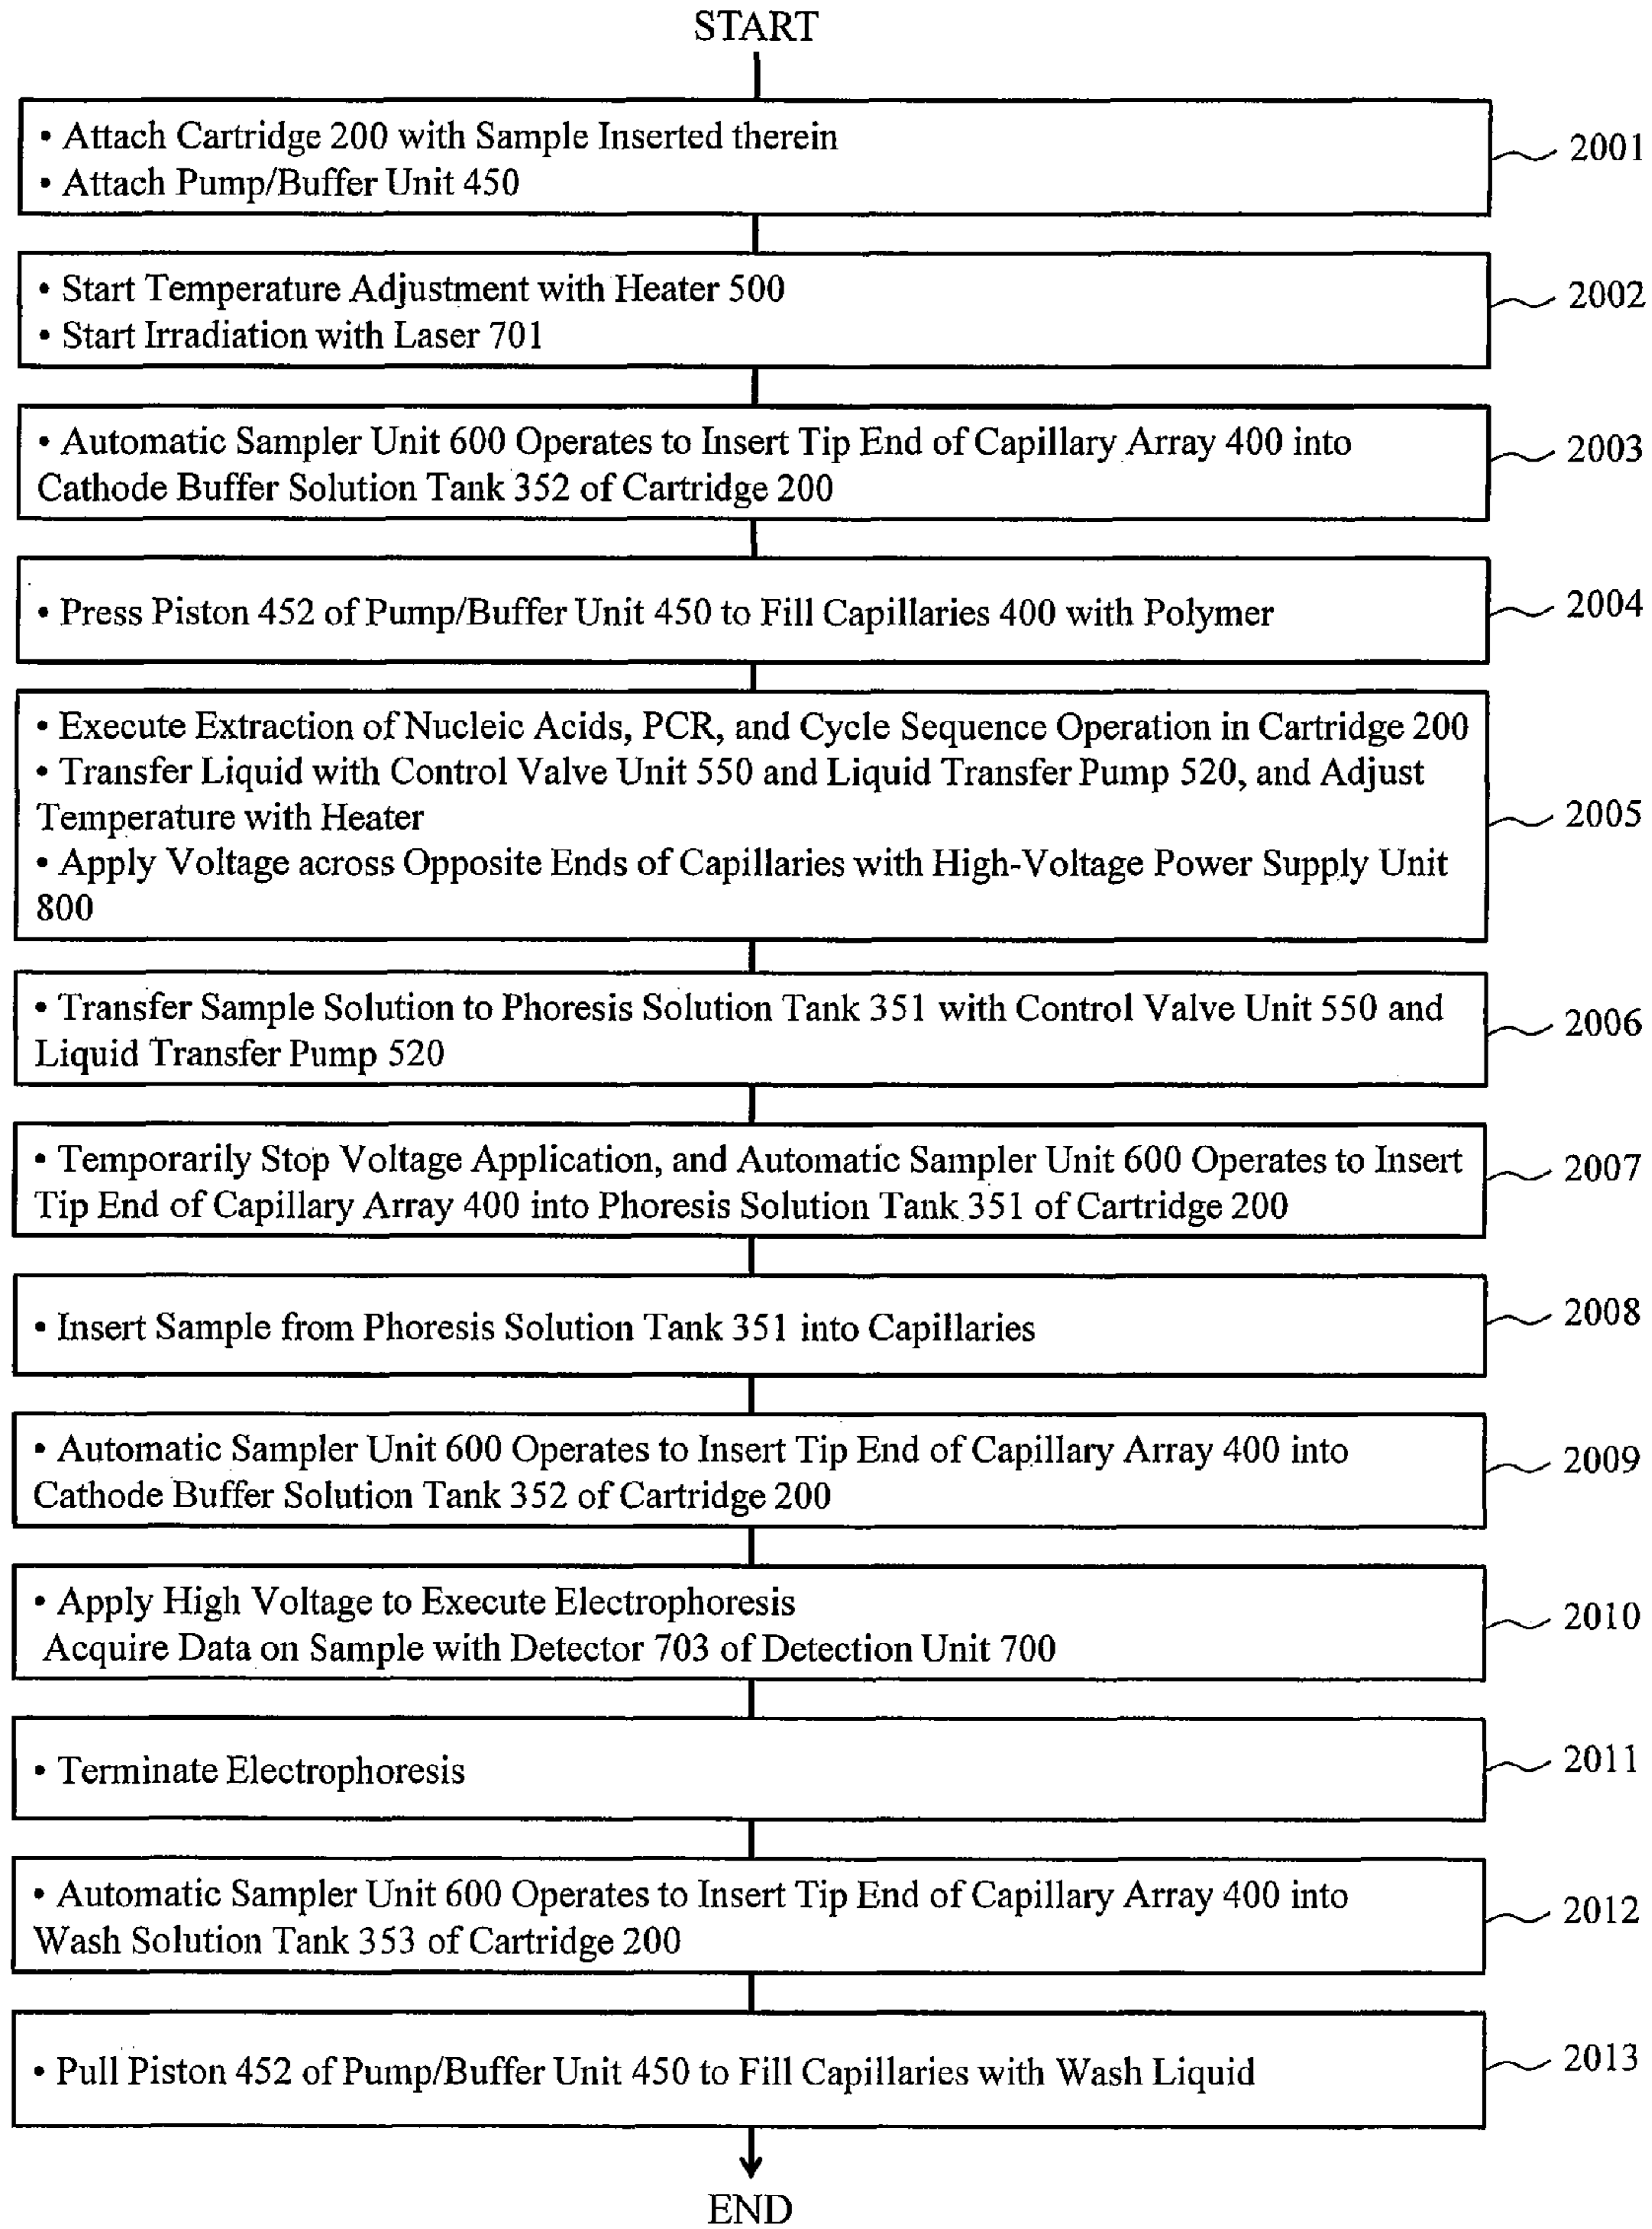 START
• Attach Cartridge 200 with Sample Inserted therein
• Attach Pump/Buffer Unit 450
2001
• Start Temperature Adjustment with Heater 500
• Start Irradiation with Laser 701
2002
• Automatic Sampler Unit 600 Operates to Insert Tip End of Capillary Array 400 into
Cathode Buffer Solution Tank 352 of Cartridge 200
2003
• Press Piston 452 of Pump/Buffer Unit 450 to Fill Capillaries 400 with Polymer
2004
• Execute Extraction of Nucleic Acids, PCR, and Cycle Sequence Operation in Cartridge 200
• Transfer Liquid with Control Valve Unit 550 and Liquid Transfer Pump 520, and Adjust
Temperature with Heater
• Apply Voltage across Opposite Ends of Capillaries with High-Voltage Power Supply Unit
800
2005
• Transfer Sample Solution to Phoresis Solution Tank 351 with Control Valve Unit 550 and
Liquid Transfer Pump 520
2006
• Temporarily Stop Voltage Application, and Automatic Sampler Unit 600 Operates to Insert
Tip End of Capillary Array 400 into Phoresis Solution Tank 351 of Cartridge 200
2007
• Insert Sample from Phoresis Solution Tank 351 into Capillaries
2008
• Automatic Sampler Unit 600 Operates to Insert Tip End of Capillary Array 400 into
Cathode Buffer Solution Tank 352 of Cartridge 200
2009
• Apply High Voltage to Execute Electrophoresis
Acquire Data on Sample with Detector 703 of Detection Unit 700
2010
• Terminate Electrophoresis
2011
• Automatic Sampler Unit 600 Operates to Insert Tip End of Capillary Array 400 into
Wash Solution Tank 353 of Cartridge 200
2012
• Pull Piston 452 of Pump/Buffer Unit 450 to Fill Capillaries with Wash Liquid
2013
END